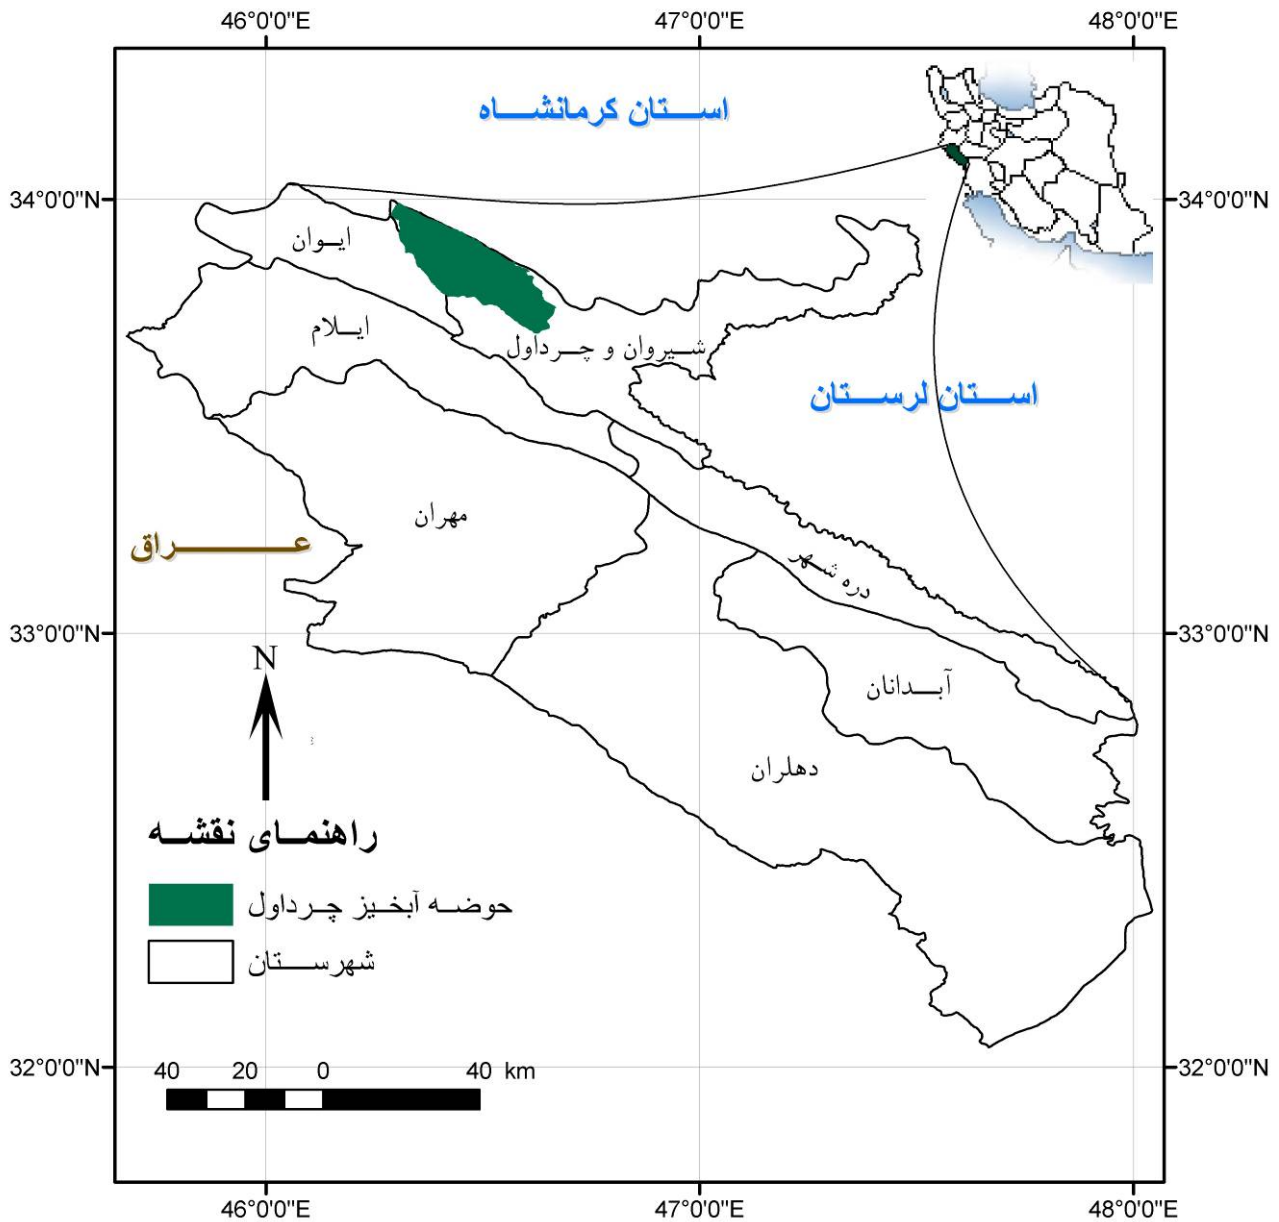 46°0'0"E 47°0'0"E 48°0'0"E
استان کرمانشاه
34°0'0"N 34°0'0"N
ایوان
ایلام
شیروان و چرداول
استان لرستان
مهران
عراق
دره شهر
33°0'0"N 33°0'0"N
N
آبدانان
دهلران
راهنمای نقشه
حوضه آبخیز چرداول
شهرستان
32°0'0"N 32°0'0"N
40 20 0 40 km
46°0'0"E 47°0'0"E 48°0'0"E